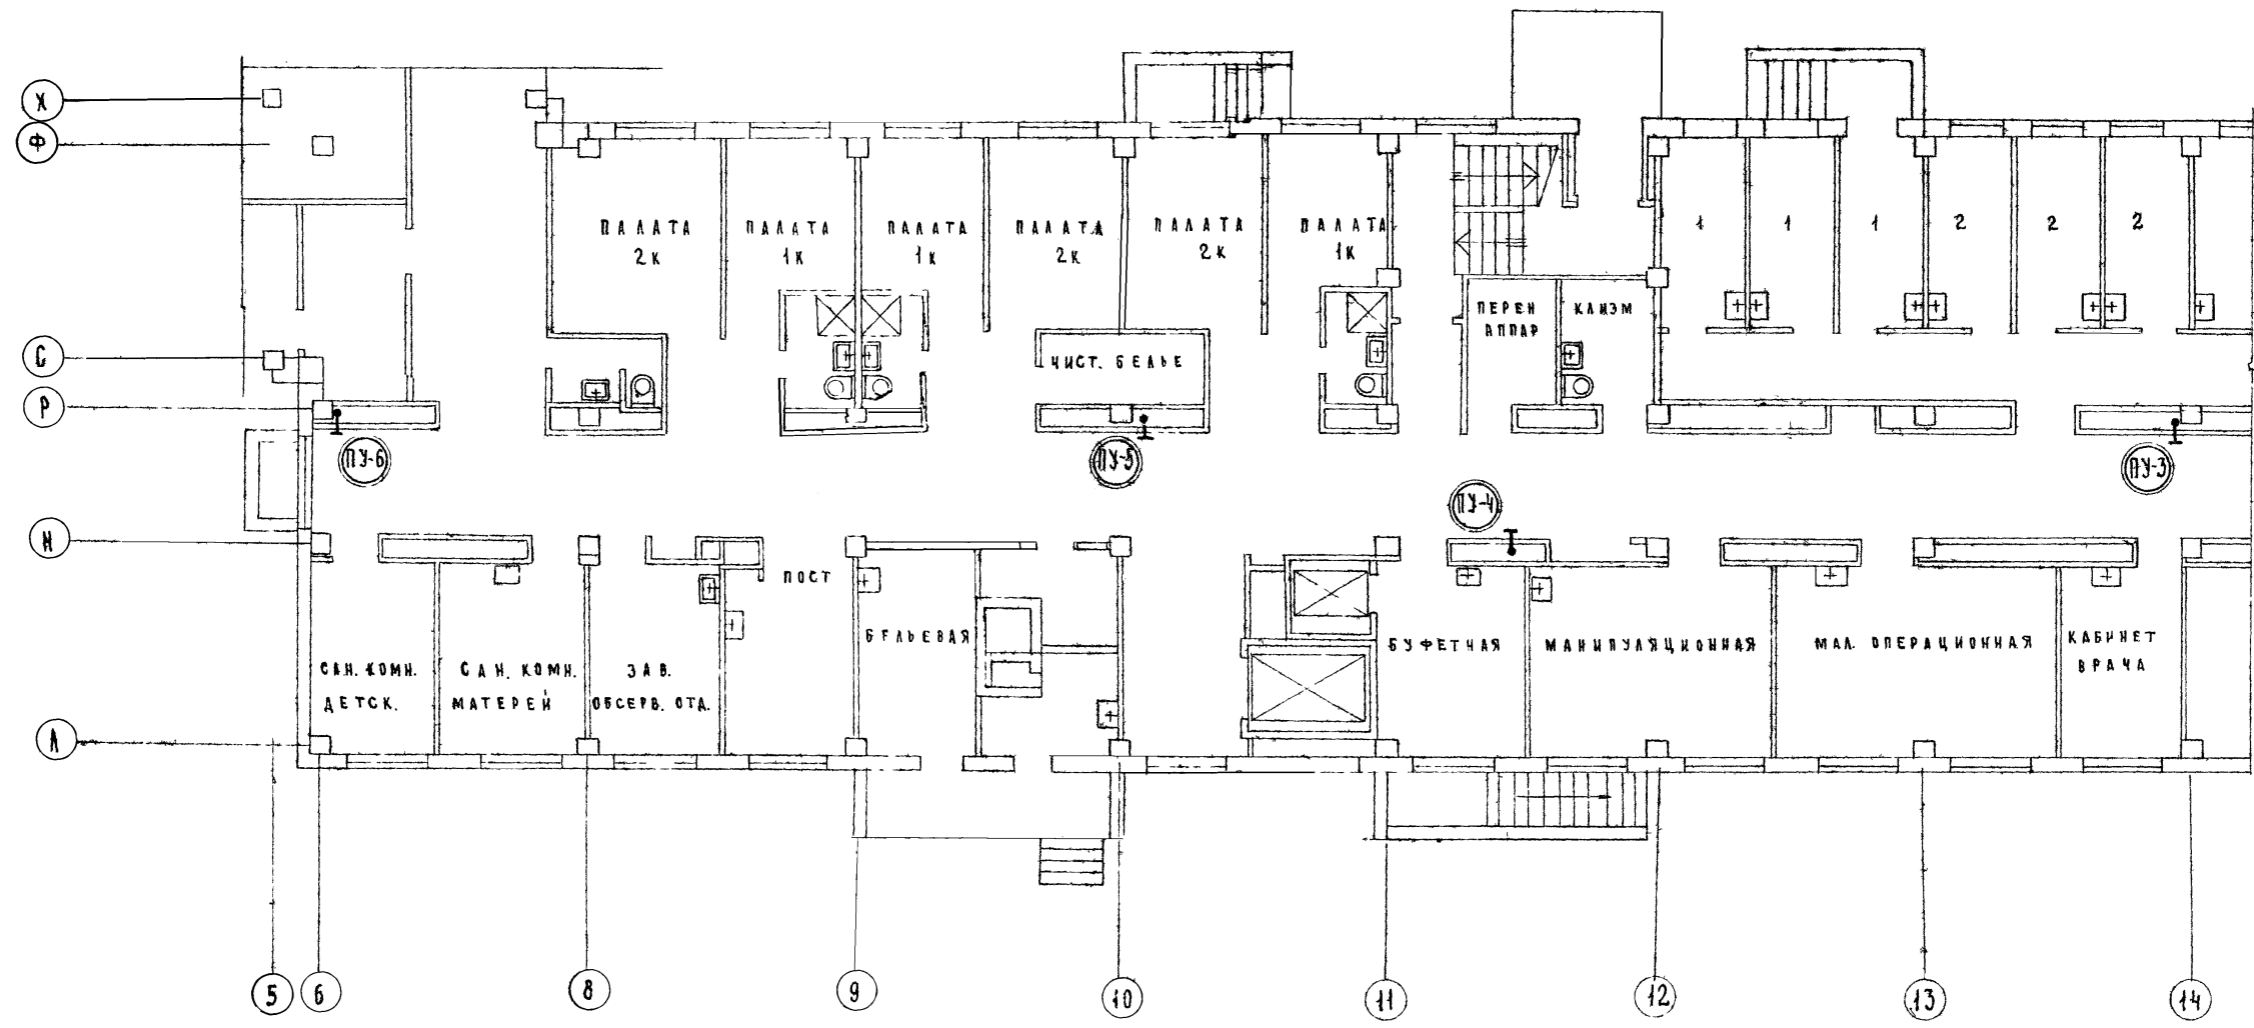 Х
Ф
ПАЛАТА
2к
ПАЛАТА
1к
ПАЛАТА
1к
ПАЛАТА
2к
ПАЛАТА
2к
ПАЛАТА
1к
1
1
1
2
2
2
ПЕРЕН
АППАР
КЛИЗМ
С
ЧИСТ. БЕЛЬЕ
Р
ПУ-6
ПУ-5
ПУ-3
ПУ-4
Н
ПОСТ
БЕЛЬЕВАЯ
БУФЕТЧАЯ
МАНИПУЛЯЦИОННАЯ
МАЛ. ОПЕРАЦИОННАЯ
КАБИНЕТ
ВРАЧА
САН. КОМН.
ДЕТСК.
САН. КОМН.
МАТЕРЕЙ
ЗАВ.
ОБСЕРВ. ОТД.
Л
5
6
8
9
10
11
12
13
14